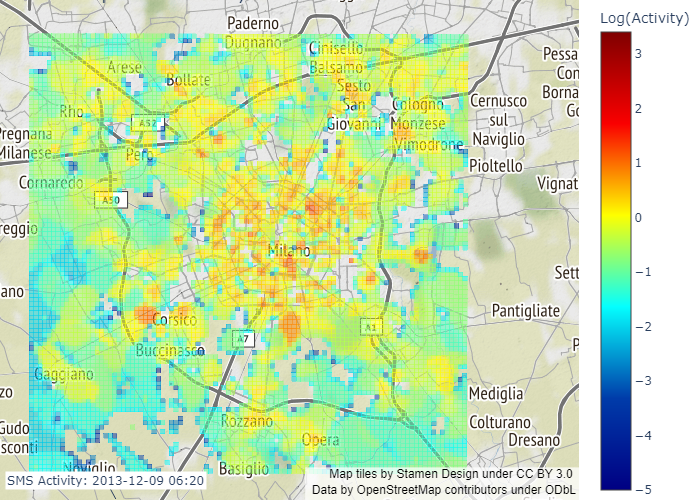 Paderno
Dugnano
Cinisello
Balsamo
Arese
Bollate
Sesto
San
Giovanni
Cologno
Monzese
Cernusco
sul
Naviglio
Pessa
Con
Borna
Go
Rho
A52
Vimodrone
Pregnana
Milanese
Pero
Pioltello
Cornaredo
A50
Vignat
reggio
Milano
Sett
ano
Corsico
A1
Pantigliate
A7
Buccinasco
P
Gaggiano
zo
Mediglia
Rozzano
Colturano
Gudo
sconti
Opera
Dresano
Noviglio
Basiglio
SMS Activity: 2013-12-09 06:20
Map tiles by Stamen Design under CC BY 3.0
Data by OpenStreetMap contributors under ODbL
Log(Activity)
3
2
1
0
−1
−2
−3
−4
−5